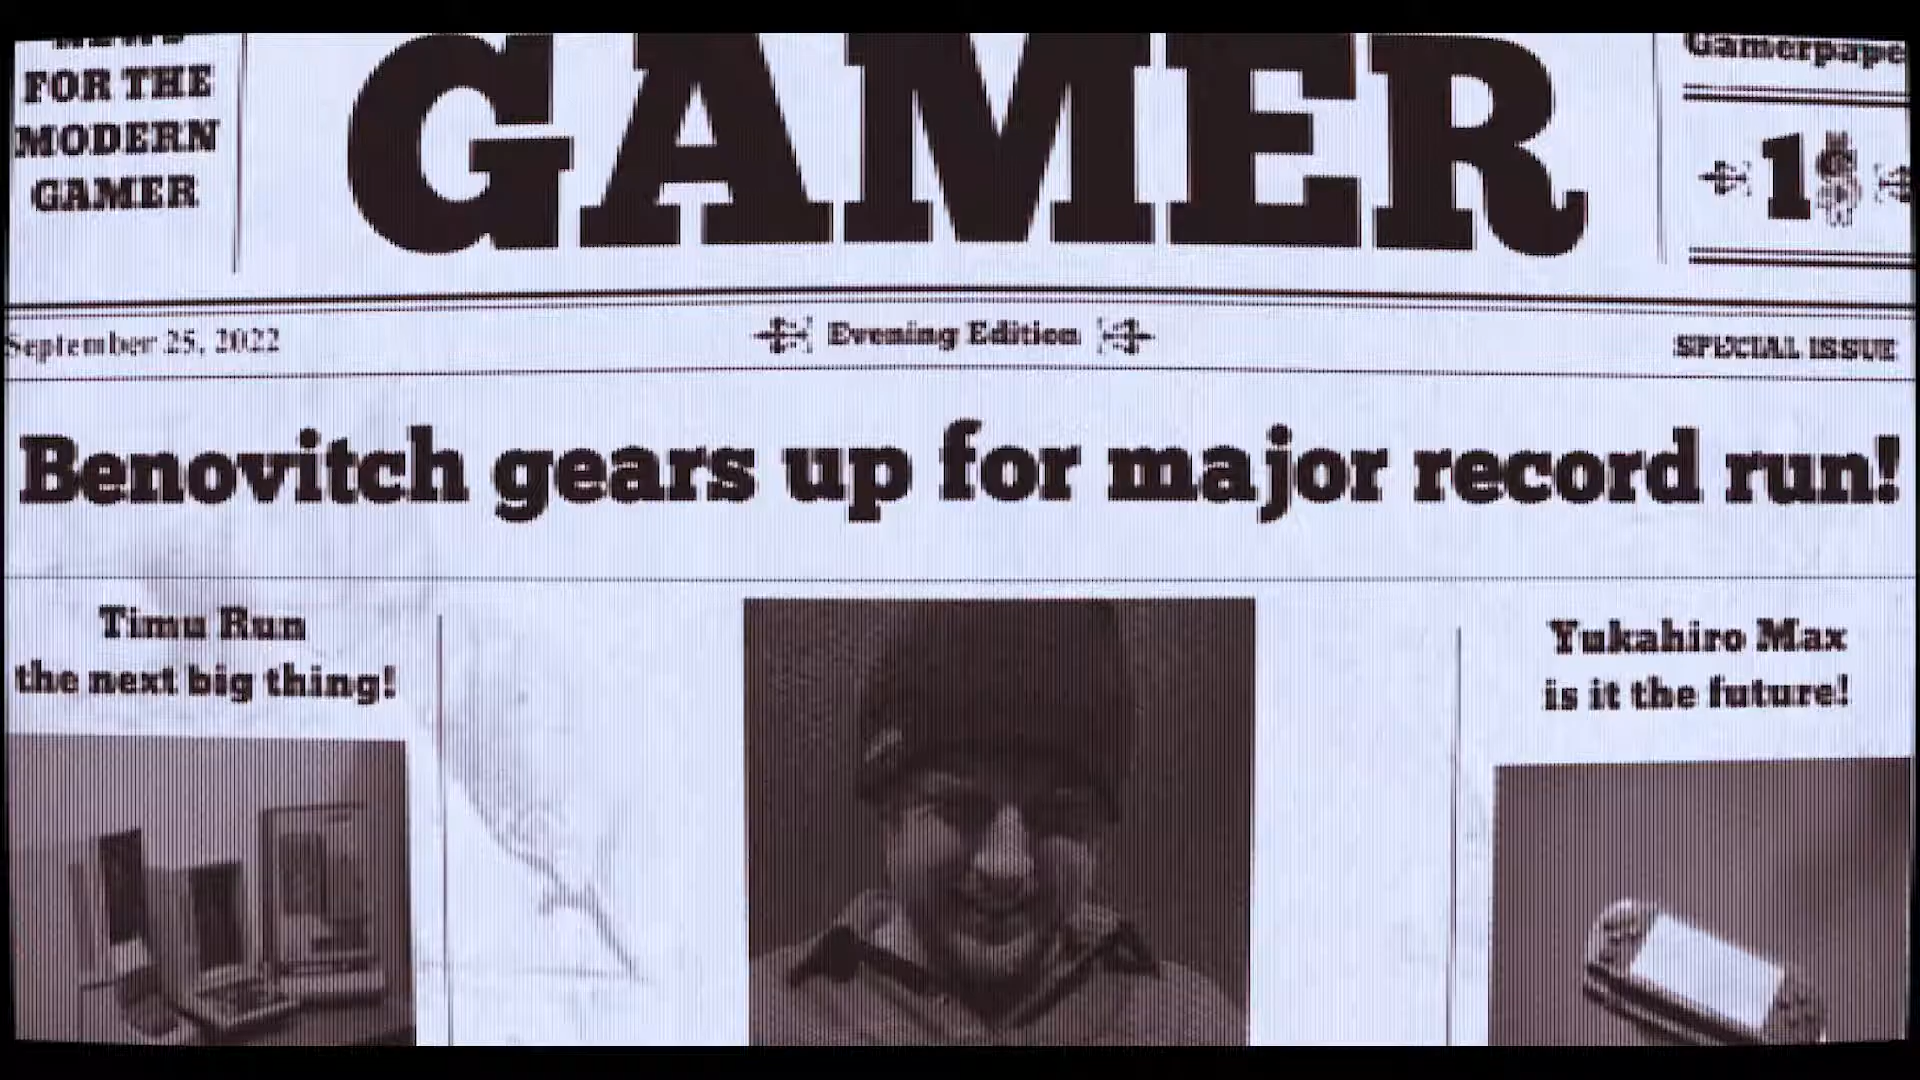 NEWS
FOR THE
MODERN
GAMER
GAMER
Gamerpape
1¢
September 25, 2022
Evening Edition
SPECIAL ISSUE
Benovitch gears up for major record run!
Timu Run
the next big thing!
Yukahiro Max
is it the future!